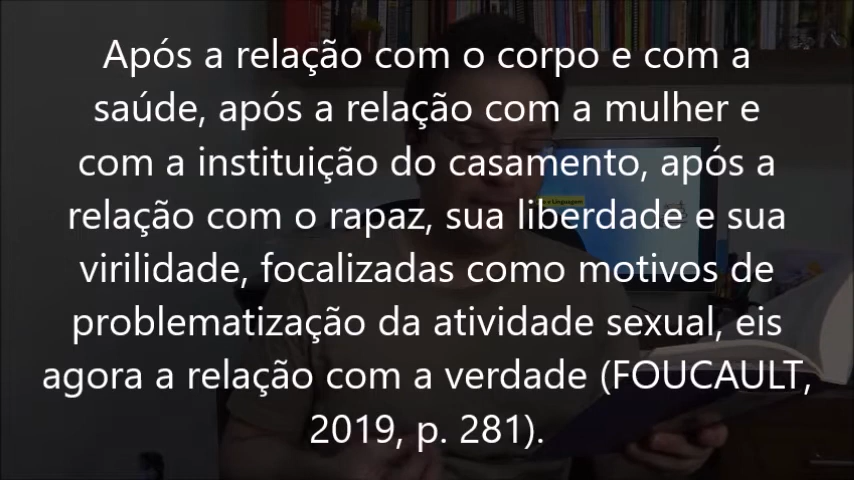 Após a relação com o corpo e com a
saúde, após a relação com a mulher e
com a instituição do casamento, após a
relação com o rapaz, sua liberdade e sua
virilidade, focalizadas como motivos de
problematização da atividade sexual, eis
agora a relação com a verdade (FOUCAULT,
2019, p. 281).